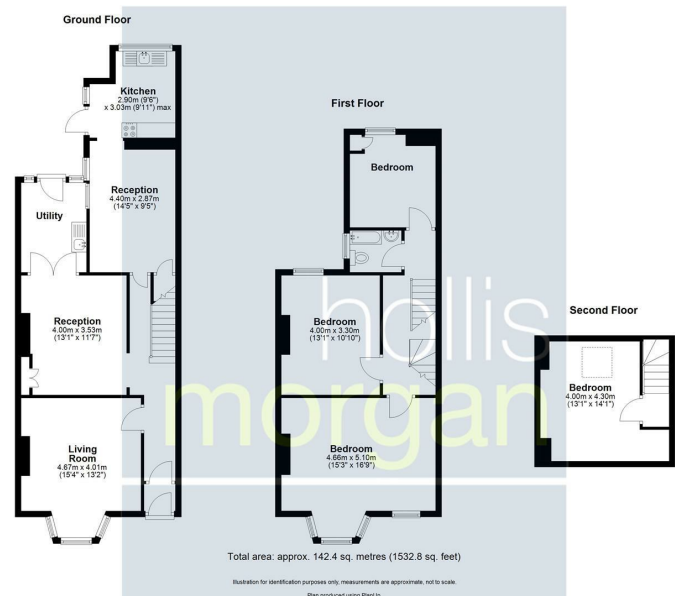 Ground Floor
Kitchen
2.90m (9'6")
x 3.03m (9'11") max
Reception
4.40m x 2.87m
(14'5" x 9'5")
Utility
Reception
4.00m x 3.53m
(13'1" x 11'7")
Living
Room
4.67m x 4.01m
(15'4" x 13'2")
First Floor
Bedroom
Bedroom
4.00m x 3.30m
(13'1" x 10'10")
Bedroom
4.66m x 5.10m
(15'3" x 16'9")
Second Floor
Bedroom
4.00m x 4.30m
(13'1" x 14'1")
hollis
morgan
Total area: approx. 142.4 sq. metres (1532.8 sq. feet)
Illustration for identification purposes only, measurements are approximate, not to scale.
Plan produced using PlanUp.